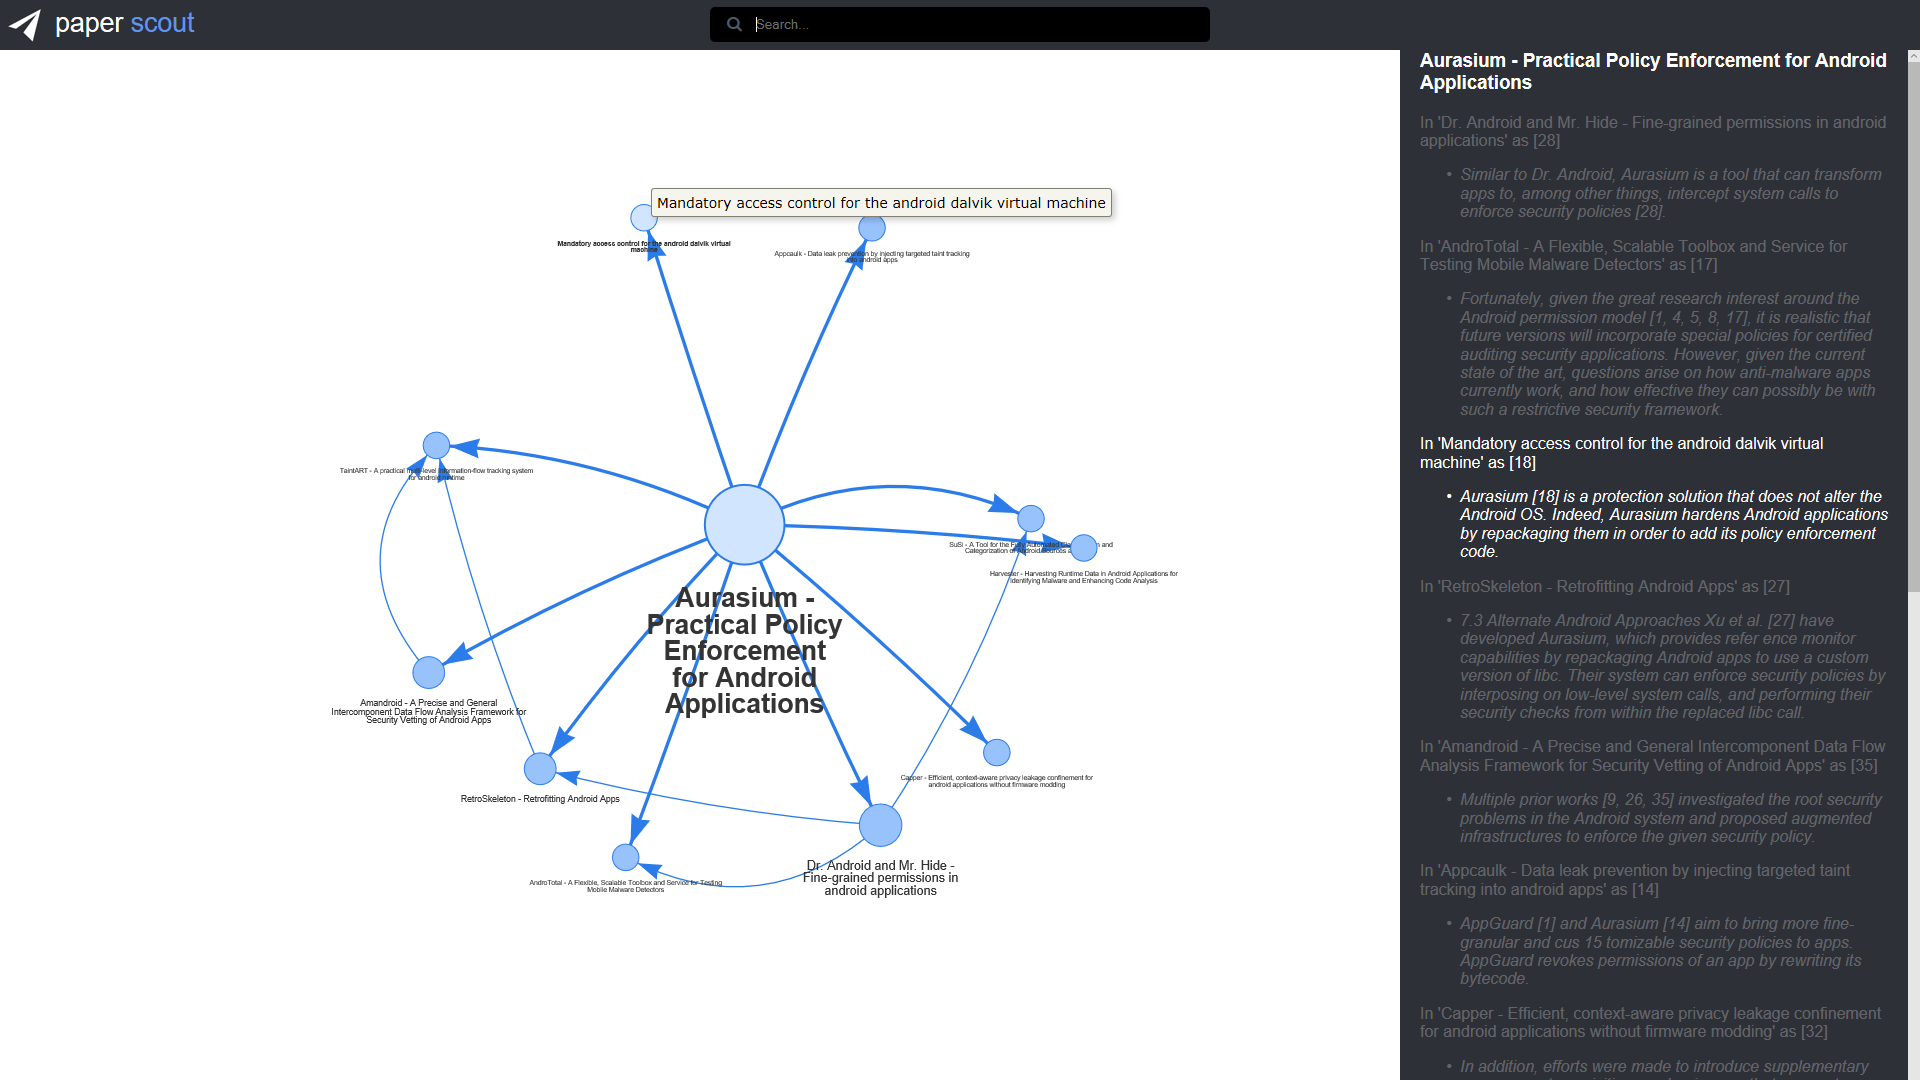 paper scout
Search...
Mandatory access control for the android dalvik virtual machine
Mandatory access control for the android dalvik virtual
machine
Appcaulk - Data leak prevention by injecting targeted taint tracking
into android apps
TaintART - A practical multi-level information-flow tracking system
for android runtime
SuSi - A Tool for the Fully Automated Classification and
Categorization of Android Sources
Harvester - Harvesting Runtime Data in Android Applications for
Identifying Malware and Enhancing Code Analysis
Aurasium -
Practical Policy
Enforcement
for Android
Applications
Amandroid - A Precise and General
Intercomponent Data Flow Analysis Framework for
Security Vetting of Android Apps
RetroSkeleton - Retrofitting Android Apps
Capper - Efficient, context-aware privacy leakage confinement for
android applications without firmware modding
AndroTotal - A Flexible, Scalable Toolbox and Service for Testing
Mobile Malware Detectors
Dr. Android and Mr. Hide -
Fine-grained permissions in
android applications
Aurasium - Practical Policy Enforcement for Android
Applications
In 'Dr. Android and Mr. Hide - Fine-grained permissions in android
applications' as [28]
• Similar to Dr. Android, Aurasium is a tool that can transform
apps to, among other things, intercept system calls to
enforce security policies [28].
In 'AndroTotal - A Flexible, Scalable Toolbox and Service for
Testing Mobile Malware Detectors' as [17]
• Fortunately, given the great research interest around the
Android permission model [1, 4, 5, 8, 17], it is realistic that
future versions will incorporate special policies for certified
auditing security applications. However, given the current
state of the art, questions arise on how anti-malware apps
currently work, and how effective they can possibly be with
such a restrictive security framework.
In 'Mandatory access control for the android dalvik virtual
machine' as [18]
• Aurasium [18] is a protection solution that does not alter the
Android OS. Indeed, Aurasium hardens Android applications
by repackaging them in order to add its policy enforcement
code.
In 'RetroSkeleton - Retrofitting Android Apps' as [27]
• 7.3 Alternate Android Approaches Xu et al. [27] have
developed Aurasium, which provides refer ence monitor
capabilities by repackaging Android apps to use a custom
version of libc. Their system can enforce security policies by
interposing on low-level system calls, and performing their
security checks from within the replaced libc call.
In 'Amandroid - A Precise and General Intercomponent Data Flow
Analysis Framework for Security Vetting of Android Apps' as [35]
• Multiple prior works [9, 26, 35] investigated the root security
problems in the Android system and proposed augmented
infrastructures to enforce the given security policy.
In 'Appcaulk - Data leak prevention by injecting targeted taint
tracking into android apps' as [14]
• AppGuard [1] and Aurasium [14] aim to bring more fine-
granular and cus 15 tomizable security policies to apps.
AppGuard revokes permissions of an app by rewriting its
bytecode.
In 'Capper - Efficient, context-aware privacy leakage confinement
for android applications without firmware modding' as [32]
• In addition, efforts were made to introduce supplementary